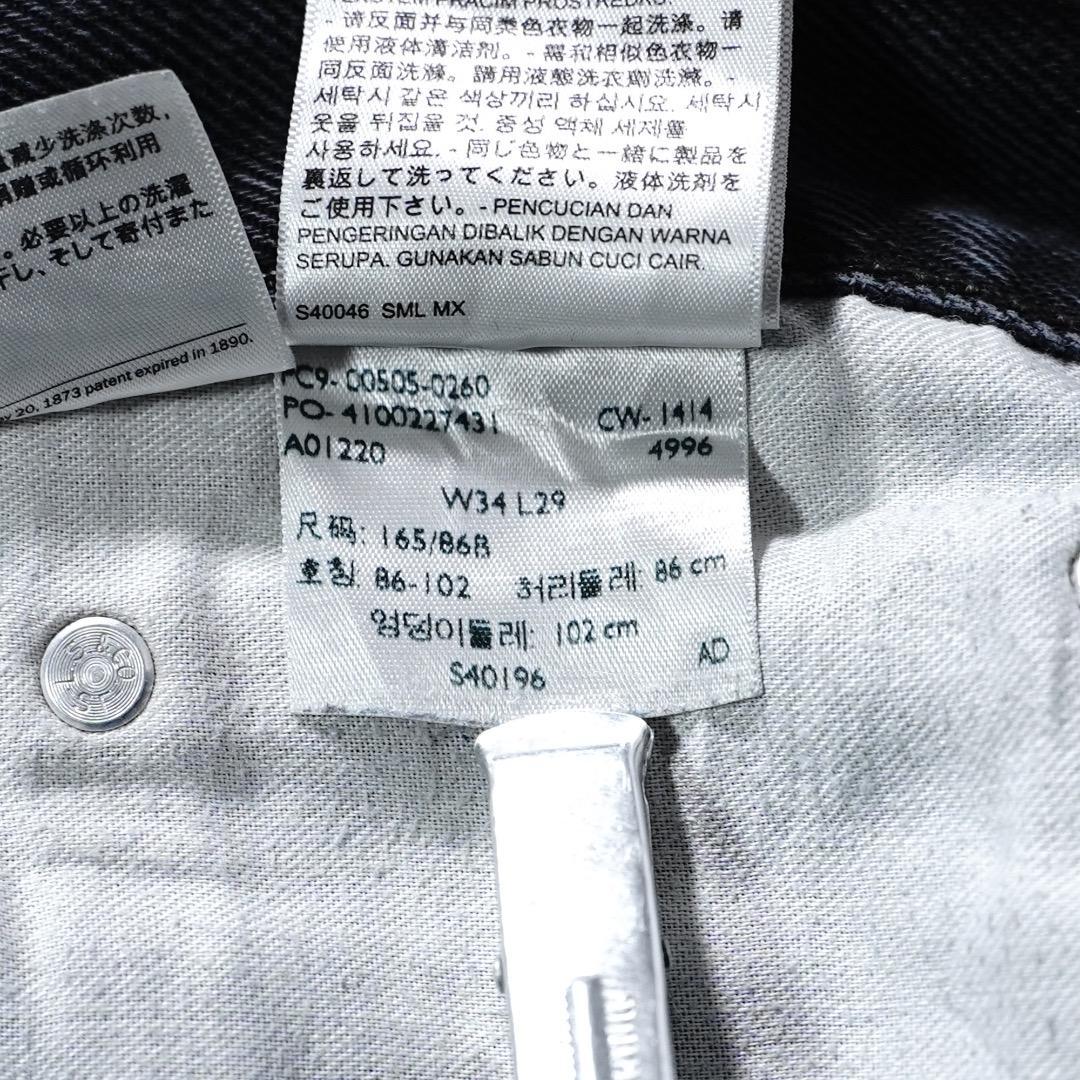 量减少洗涤次数,
捐赠或循环利用
。必要以上の洗濯
干し、そして寄付また
20, 1873 patent expired in 1890.
- 请反面并与同类色衣物一起洗涤。请
使用液体清洁剂。- 需和相似色衣物一
同反面洗滌。請用液態洗衣劑洗滌。-
세탁시 같은 색상끼리 하십시요. 세탁시
옷을 뒤집을 것. 중성 액체 세제를
사용하세요. - 同じ色物と一緒に製品を
裏返して洗ってください。液体洗剤を
ご使用下さい。- PENCUCIAN DAN
PENGERINGAN DIBALIK DENGAN WARNA
SERUPA. GUNAKAN SABUN CUCI CAIR.
S40046 SML MX
PC9-00505-0260
PO-4100227431 CW-1414
A01220 4996
W34 L29
尺码: 165/86B
호칭: 86-102 허리둘레: 86 cm
엉덩이둘레: 102 cm
S40196 AD